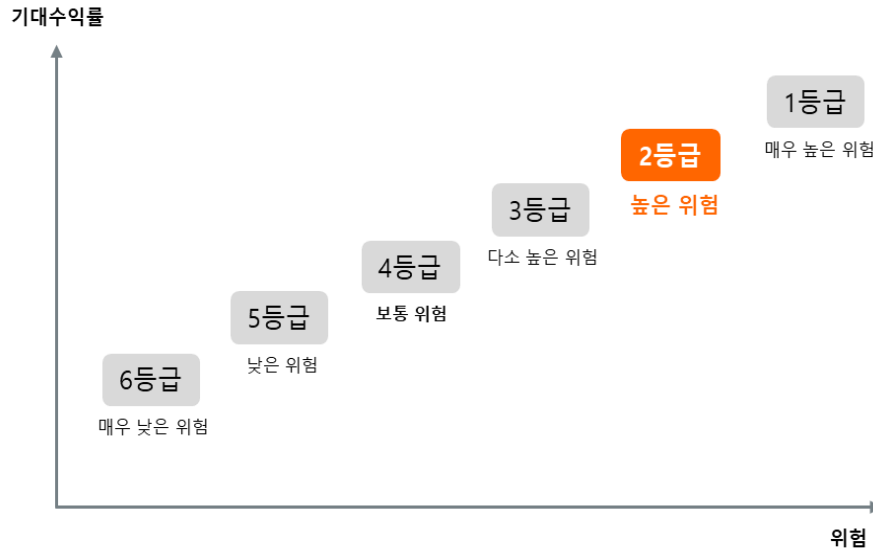 기대수익률
1등급
매우 높은 위험
2등급
높은 위험
3등급
다소 높은 위험
4등급
보통 위험
5등급
낮은 위험
6등급
매우 낮은 위험
위험